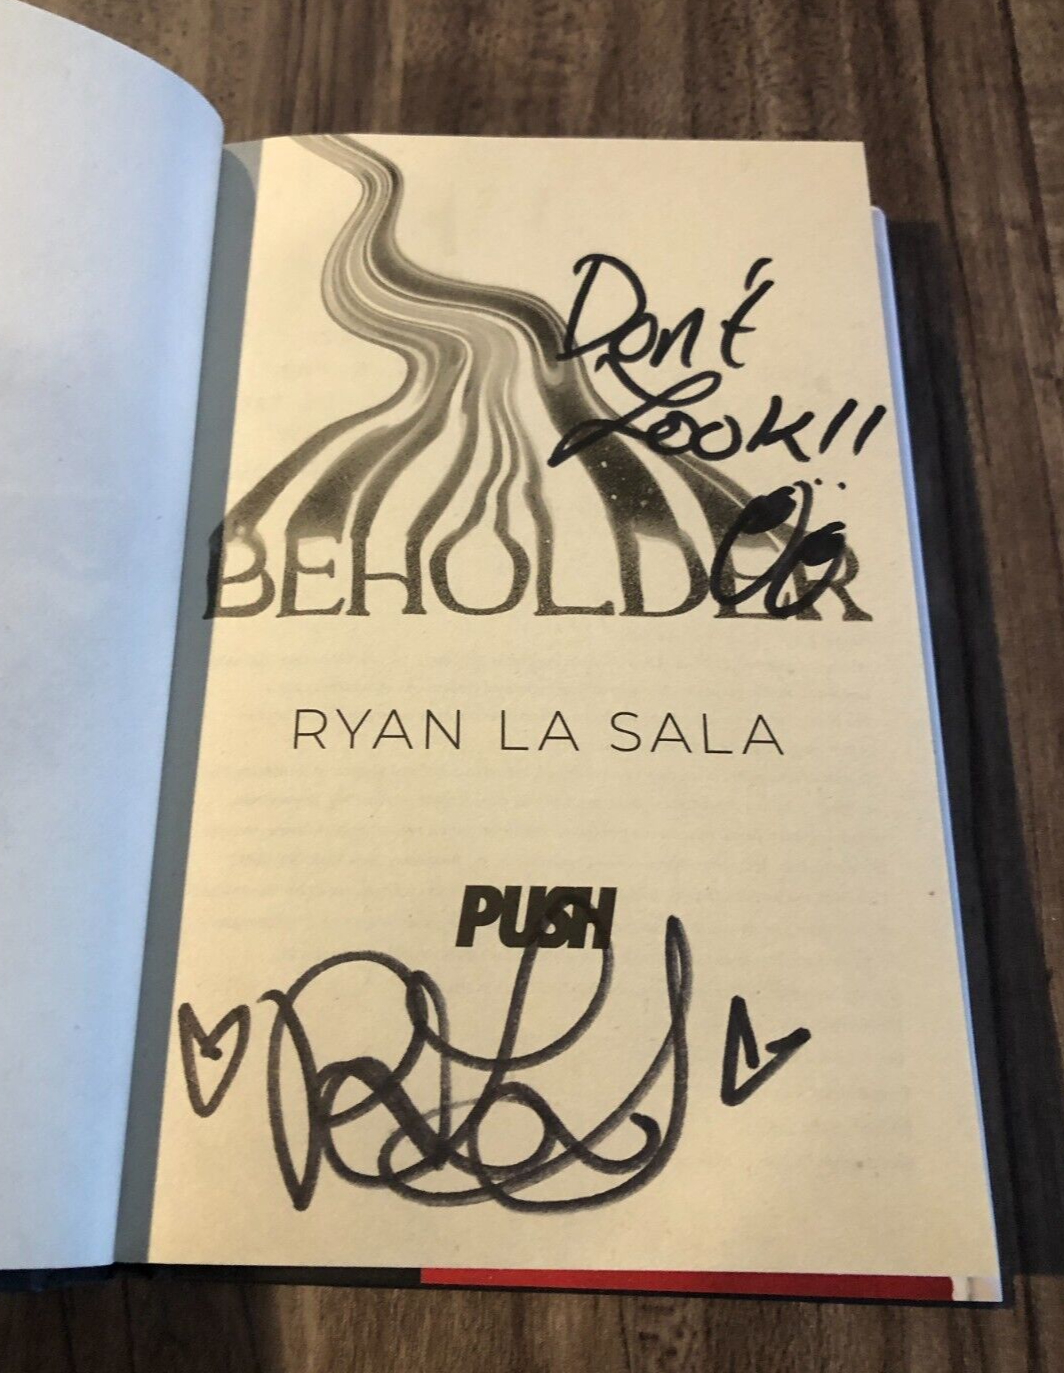 Don't
Look!!
BEHOLDER
RYAN LA SALA
PUSH